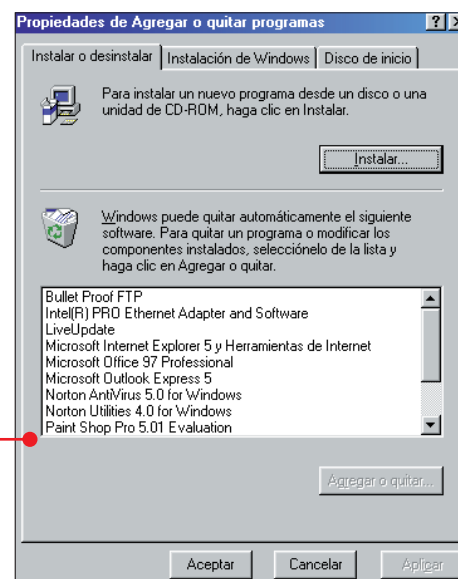 Propiedades de Agregar o quitar programas
Instalar o desinstalar
Instalación de Windows
Disco de inicio
Para instalar un nuevo programa desde un disco o una
unidad de CD-ROM, haga clic en Instalar.
Instalar...
Windows puede quitar automáticamente el siguiente
software. Para quitar un programa o modificar los
componentes instalados, selecciónelo de la lista y
haga clic en Agregar o quitar.
Bullet Proof FTP
Intel(R) PRO Ethernet Adapter and Software
LiveUpdate
Microsoft Internet Explorer 5 y Herramientas de Internet
Microsoft Office 97 Professional
Microsoft Outlook Express 5
Norton AntiVirus 5.0 for Windows
Norton Utilities 4.0 for Windows
Paint Shop Pro 5.01 Evaluation
Agregar o quitar...
Aceptar
Cancelar
Aplicar